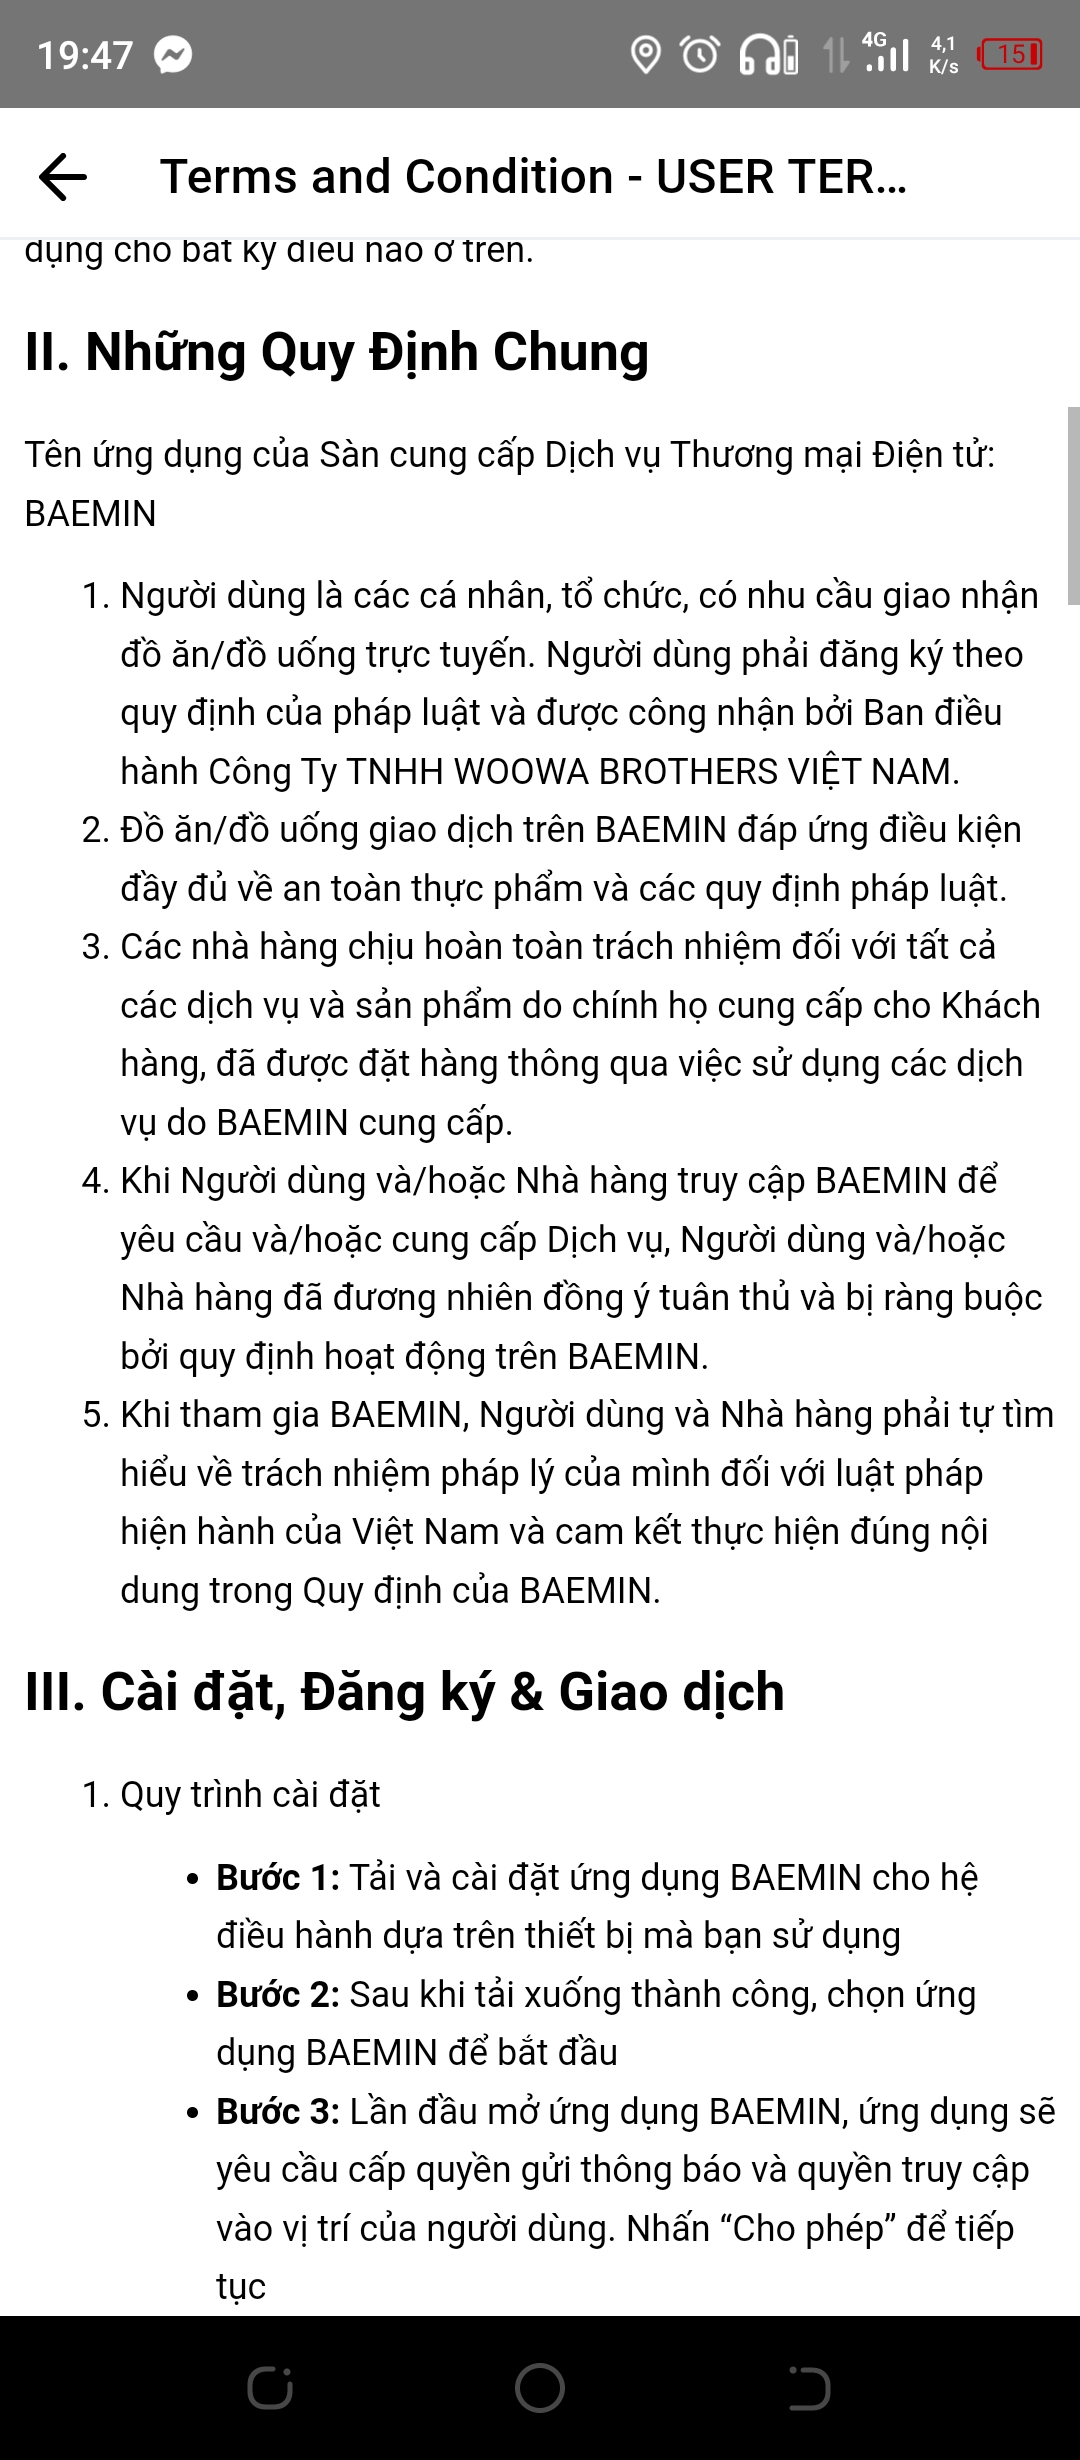 19:47
4G
4,1
K/s
15
Terms and Condition - USER TER...
dụng cho bất kỳ điều nào ở trên.
II. Những Quy Định Chung
Tên ứng dụng của Sàn cung cấp Dịch vụ Thương mại Điện tử:
BAEMIN
1. Người dùng là các cá nhân, tổ chức, có nhu cầu giao nhận
đồ ăn/đồ uống trực tuyến. Người dùng phải đăng ký theo
quy định của pháp luật và được công nhận bởi Ban điều
hành Công Ty TNHH WOOWA BROTHERS VIỆT NAM.
2. Đồ ăn/đồ uống giao dịch trên BAEMIN đáp ứng điều kiện
đầy đủ về an toàn thực phẩm và các quy định pháp luật.
3. Các nhà hàng chịu hoàn toàn trách nhiệm đối với tất cả
các dịch vụ và sản phẩm do chính họ cung cấp cho Khách
hàng, đã được đặt hàng thông qua việc sử dụng các dịch
vụ do BAEMIN cung cấp.
4. Khi Người dùng và/hoặc Nhà hàng truy cập BAEMIN để
yêu cầu và/hoặc cung cấp Dịch vụ, Người dùng và/hoặc
Nhà hàng đã đương nhiên đồng ý tuân thủ và bị ràng buộc
bởi quy định hoạt động trên BAEMIN.
5. Khi tham gia BAEMIN, Người dùng và Nhà hàng phải tự tìm
hiểu về trách nhiệm pháp lý của mình đối với luật pháp
hiện hành của Việt Nam và cam kết thực hiện đúng nội
dung trong Quy định của BAEMIN.
III. Cài đặt, Đăng ký & Giao dịch
1. Quy trình cài đặt
• Bước 1: Tải và cài đặt ứng dụng BAEMIN cho hệ
điều hành dựa trên thiết bị mà bạn sử dụng
• Bước 2: Sau khi tải xuống thành công, chọn ứng
dụng BAEMIN để bắt đầu
• Bước 3: Lần đầu mở ứng dụng BAEMIN, ứng dụng sẽ
yêu cầu cấp quyền gửi thông báo và quyền truy cập
vào vị trí của người dùng. Nhấn “Cho phép” để tiếp
tục